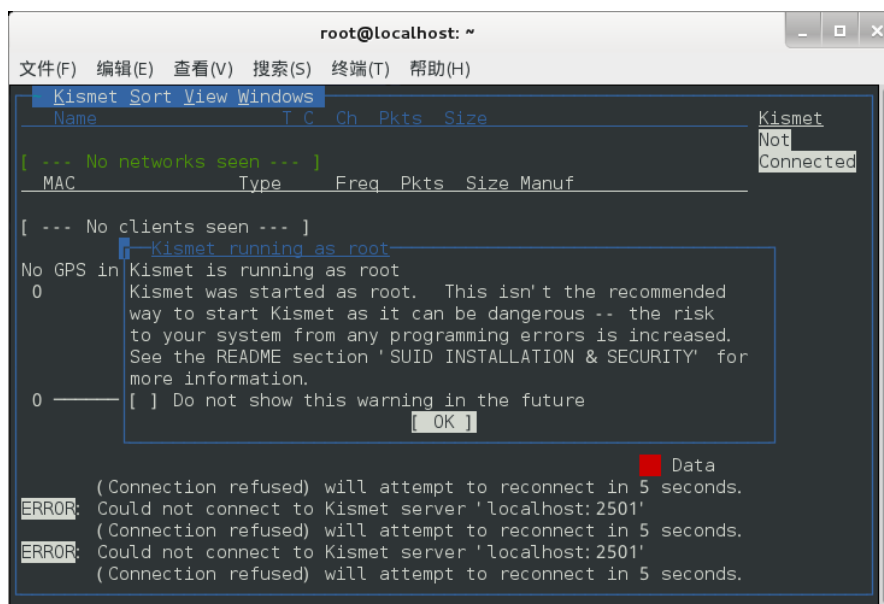 root@localhost: ~
文件(F) 编辑(E) 查看(V) 搜索(S) 终端(T) 帮助(H)
Kismet Sort View Windows
Name T C Ch Pkts Size
Kismet
Not
Connected
[ --- No networks seen --- ]
MAC Type Freq Pkts Size Manuf
[ --- No clients seen --- ]
Kismet running as root
No GPS in
Kismet is running as root
0
Kismet was started as root. This isn't the recommended
way to start Kismet as it can be dangerous -- the risk
to your system from any programming errors is increased.
See the README section 'SUID INSTALLATION & SECURITY' for
more information.
0
[ ] Do not show this warning in the future
[ OK ]
Data
(Connection refused) will attempt to reconnect in 5 seconds.
ERROR: Could not connect to Kismet server 'localhost:2501'
(Connection refused) will attempt to reconnect in 5 seconds.
ERROR: Could not connect to Kismet server 'localhost:2501'
(Connection refused) will attempt to reconnect in 5 seconds.